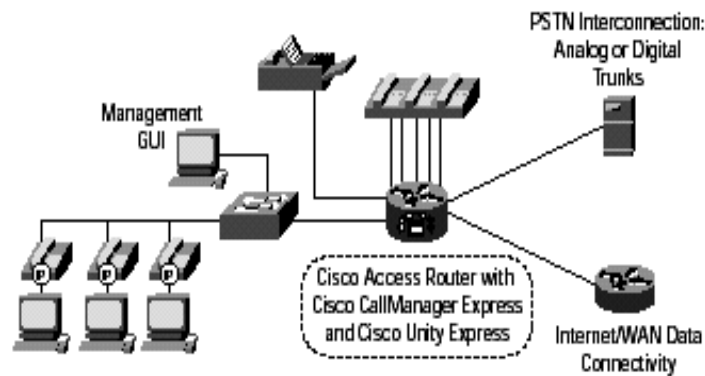 PSTN Interconnection:
Analog or Digital
Trunks
Management
GUI
P P P
Cisco Access Router with
Cisco CallManager Express
and Cisco Unity Express
Internet/WAN Data
Connectivity